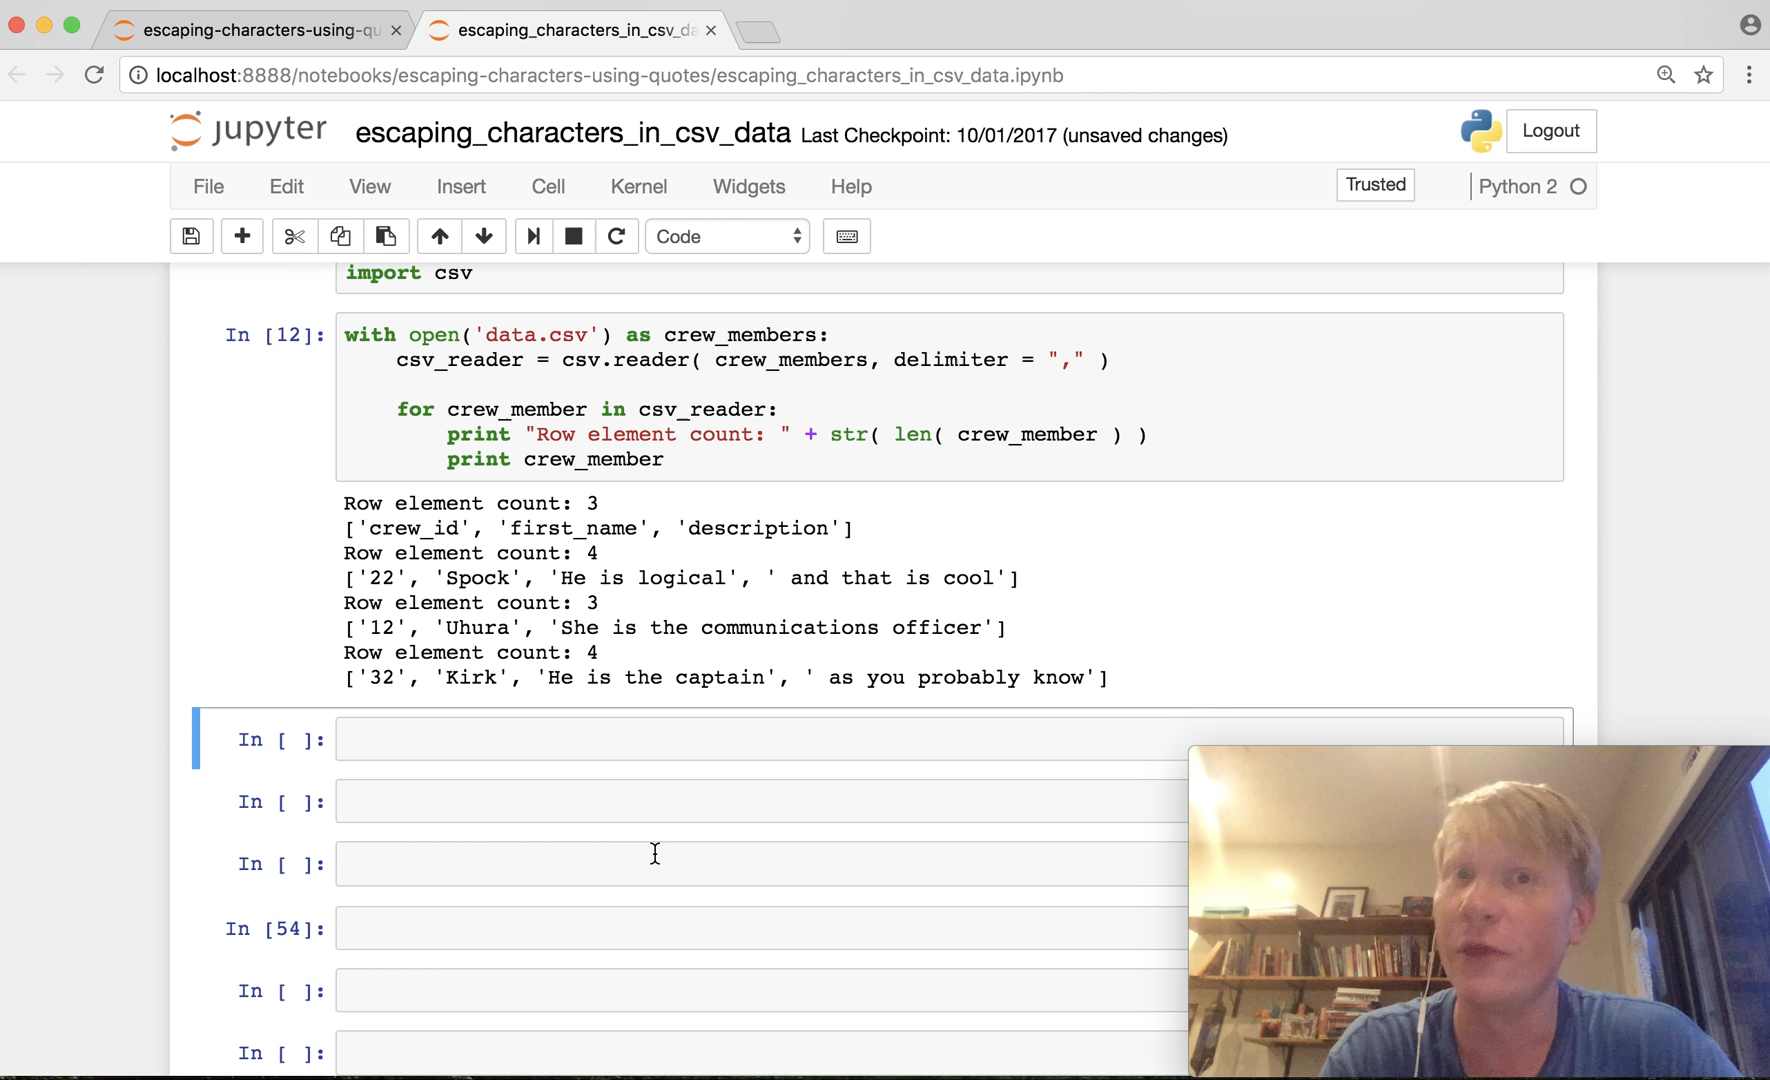 escaping-characters-using-qu
escaping_characters_in_csv_da
localhost:8888/notebooks/escaping-characters-using-quotes/escaping_characters_in_csv_data.ipynb
jupyter escaping_characters_in_csv_data Last Checkpoint: 10/01/2017 (unsaved changes)
Logout
File Edit View Insert Cell Kernel Widgets Help
Trusted
Python 2
Code
import csv
In [12]:
with open('data.csv') as crew_members:
    csv_reader = csv.reader( crew_members, delimiter = "," )
    for crew_member in csv_reader:
        print "Row element count: " + str( len( crew_member ) )
        print crew_member
Row element count: 3
['crew_id', 'first_name', 'description']
Row element count: 4
['22', 'Spock', 'He is logical', ' and that is cool']
Row element count: 3
['12', 'Uhura', 'She is the communications officer']
Row element count: 4
['32', 'Kirk', 'He is the captain', ' as you probably know']
In [ ]:
In [ ]:
In [ ]:
In [54]:
In [ ]:
In [ ]: